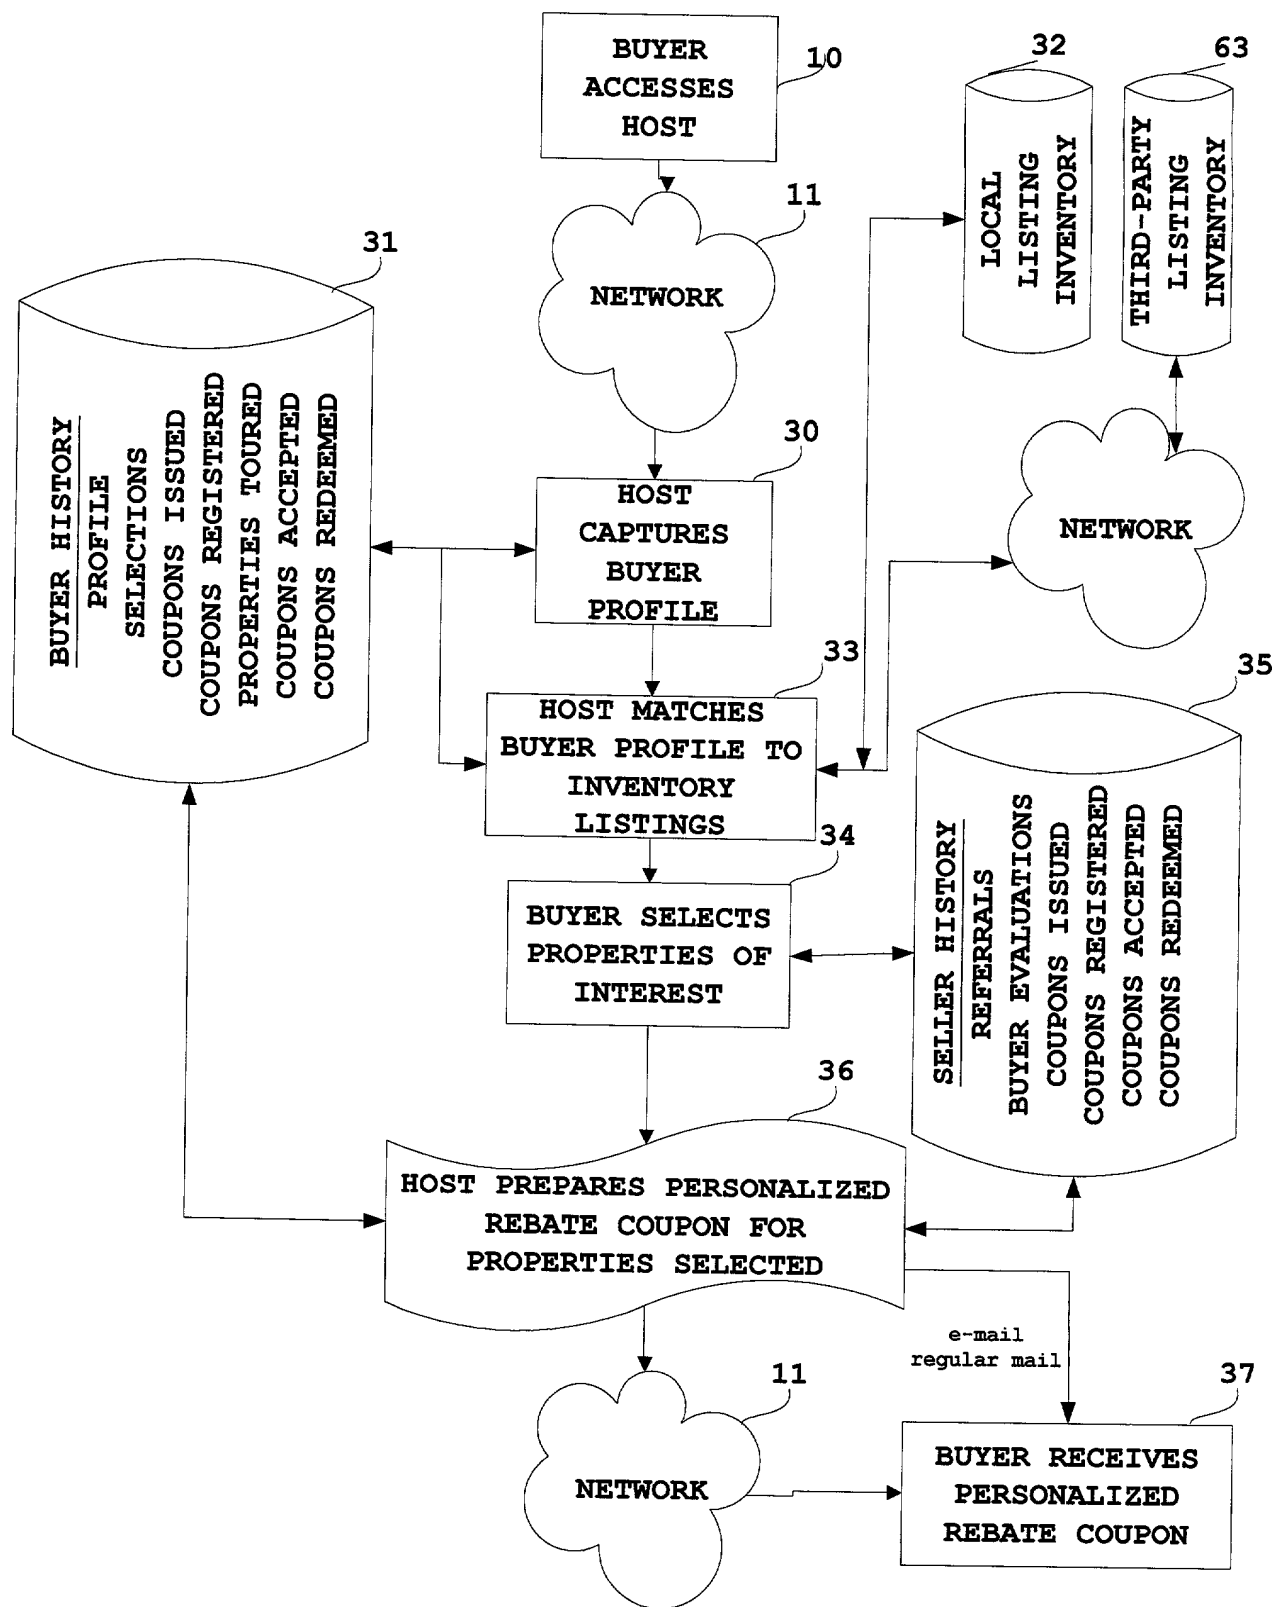 BUYER
ACCESSES
HOST
10
32
63
LOCAL
LISTING
INVENTORY
THIRD-PARTY
LISTING
INVENTORY
11
NETWORK
31
BUYER HISTORY
PROFILE
SELECTIONS
COUPONS ISSUED
COUPONS REGISTERED
PROPERTIES TOURED
COUPONS ACCEPTED
COUPONS REDEEMED
30
HOST
CAPTURES
BUYER
PROFILE
NETWORK
33
HOST MATCHES
BUYER PROFILE TO
INVENTORY
LISTINGS
35
SELLER HISTORY
REFERRALS
BUYER EVALUATIONS
COUPONS ISSUED
COUPONS REGISTERED
COUPONS ACCEPTED
COUPONS REDEEMED
34
BUYER SELECTS
PROPERTIES OF
INTEREST
36
HOST PREPARES PERSONALIZED
REBATE COUPON FOR
PROPERTIES SELECTED
e-mail
regular mail
11
NETWORK
37
BUYER RECEIVES
PERSONALIZED
REBATE COUPON